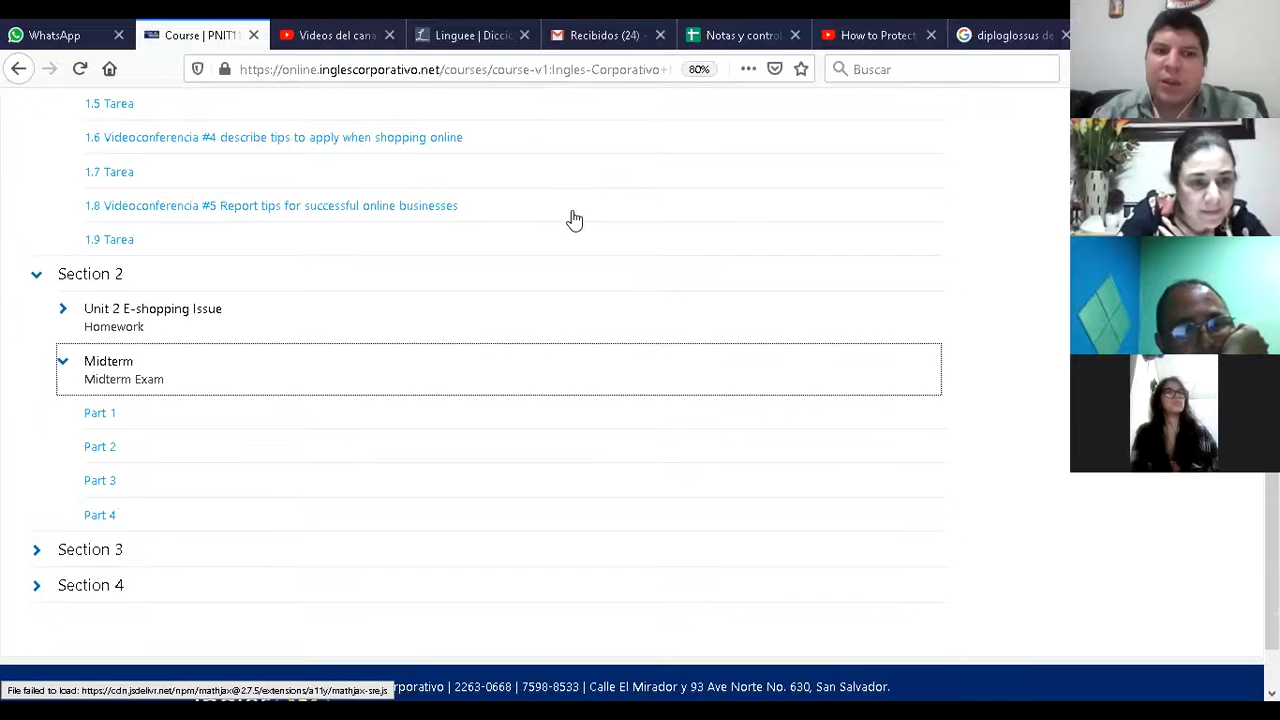 WhatsApp
Course | PNIT11
Videos del cana
Linguee | Dicci
Recibidos (24) -
Notas y control
How to Protect
diploglossus de
https://online.inglescorporativo.net/courses/course-v1:Ingles-Corporativo+
80%
Buscar
1.5 Tarea
1.6 Videoconferencia #4 describe tips to apply when shopping online
1.7 Tarea
1.8 Videoconferencia #5 Report tips for successful online businesses
1.9 Tarea
Section 2
Unit 2 E-shopping Issue
Homework
Midterm
Midterm Exam
Part 1
Part 2
Part 3
Part 4
Section 3
Section 4
File failed to load: https://cdn.jsdelivr.net/npm/mathjax@2.7.5/extensions/a11y/mathjax-sre.js
corporativo | 2263-0668 | 7598-8533 | Calle El Mirador y 93 Ave Norte No. 630, San Salvador.